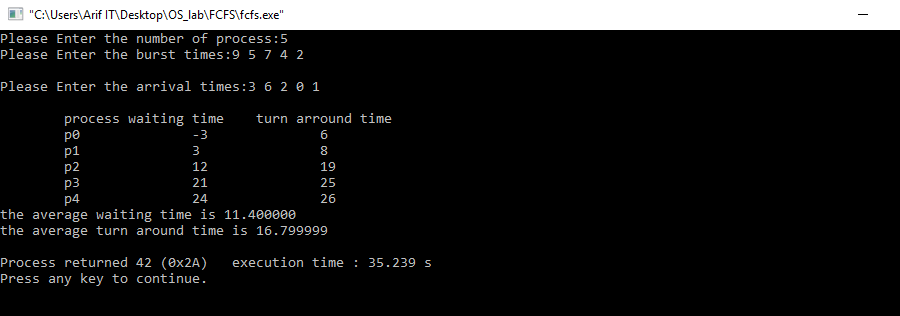 "C:\Users\Arif IT\Desktop\OS_lab\FCFS\fcfs.exe"
Please Enter the number of process:5
Please Enter the burst times:9 5 7 4 2
Please Enter the arrival times:3 6 2 0 1
process waiting time turn arround time
p0 -3 6
p1 3 8
p2 12 19
p3 21 25
p4 24 26
the average waiting time is 11.400000
the average turn around time is 16.799999
Process returned 42 (0x2A) execution time : 35.239 s
Press any key to continue.